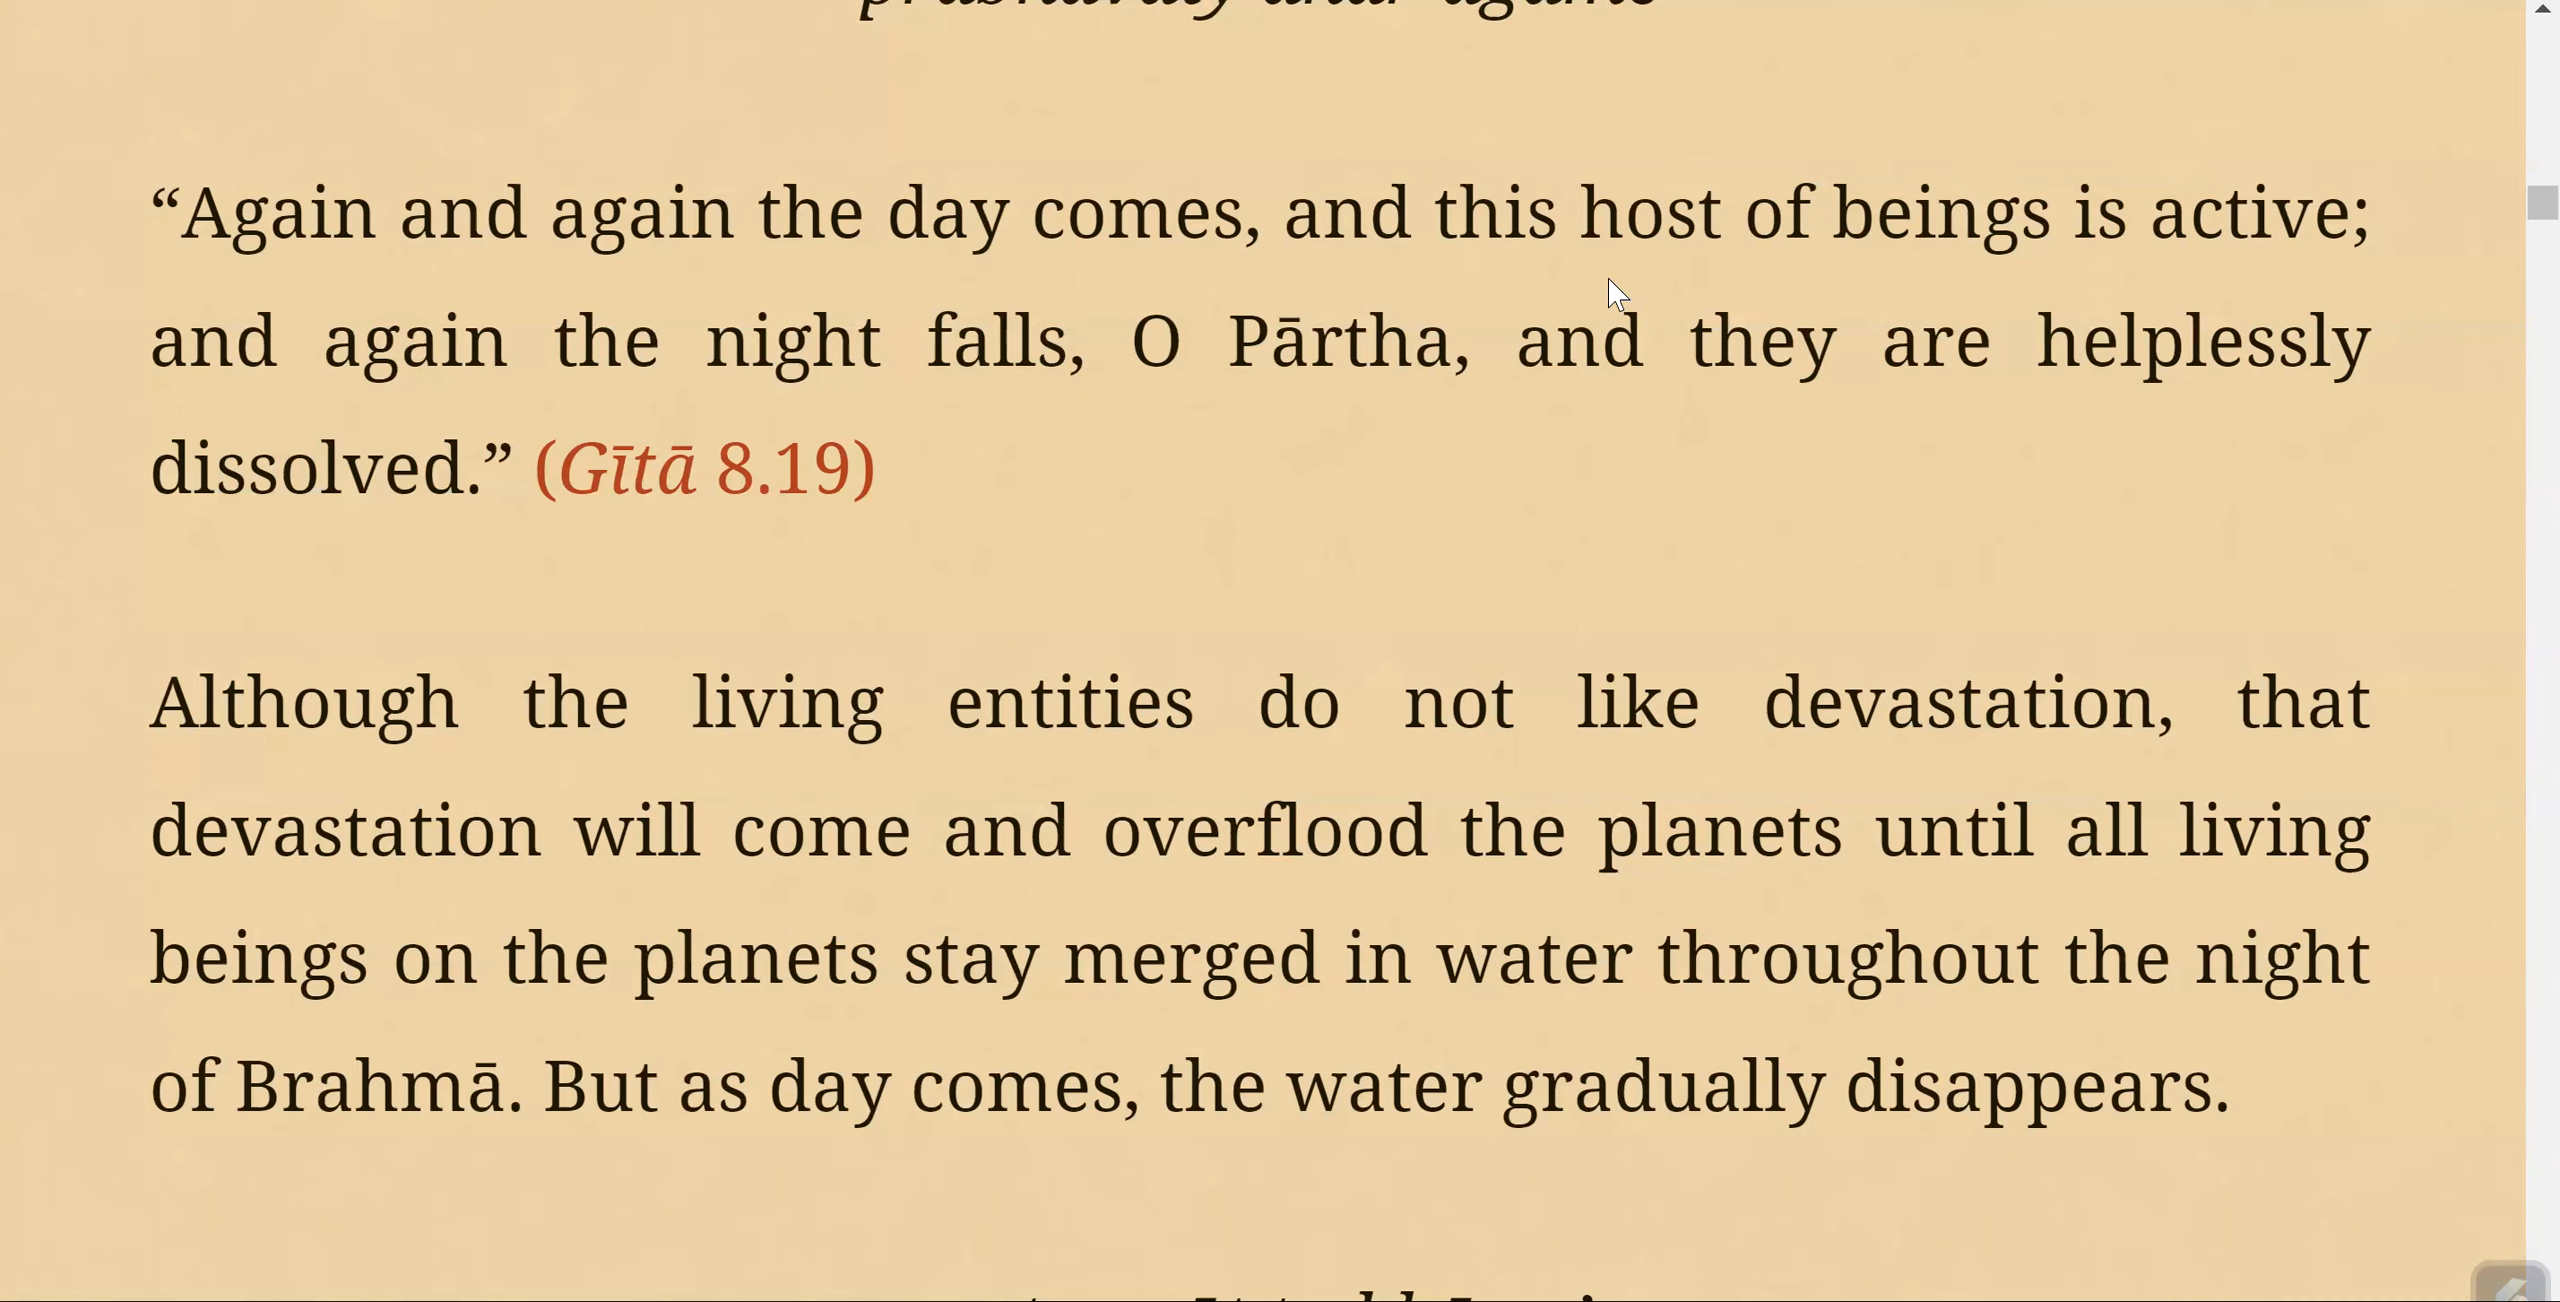 “Again and again the day comes, and this host of beings is active;
and again the night falls, O Pārtha, and they are helplessly
dissolved.” (Gītā 8.19)
Although the living entities do not like devastation, that
devastation will come and overflood the planets until all living
beings on the planets stay merged in water throughout the night
of Brahmā. But as day comes, the water gradually disappears.